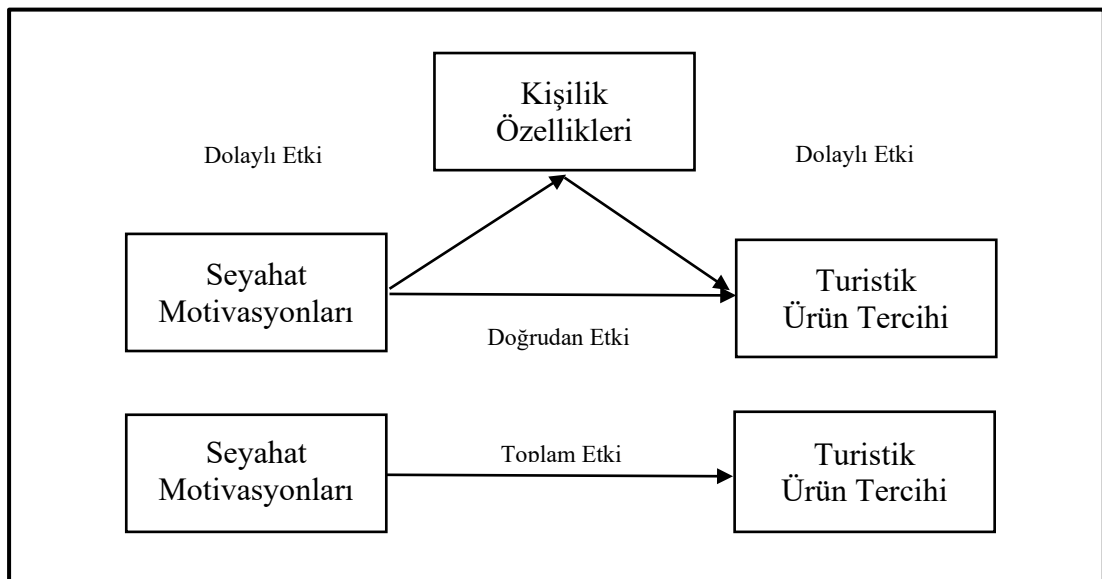 Kişilik
Özellikleri
Dolaylı Etki
Dolaylı Etki
Seyahat
Motivasyonları
Turistik
Ürün Tercihi
Doğrudan Etki
Seyahat
Motivasyonları
Toplam Etki
Turistik
Ürün Tercihi